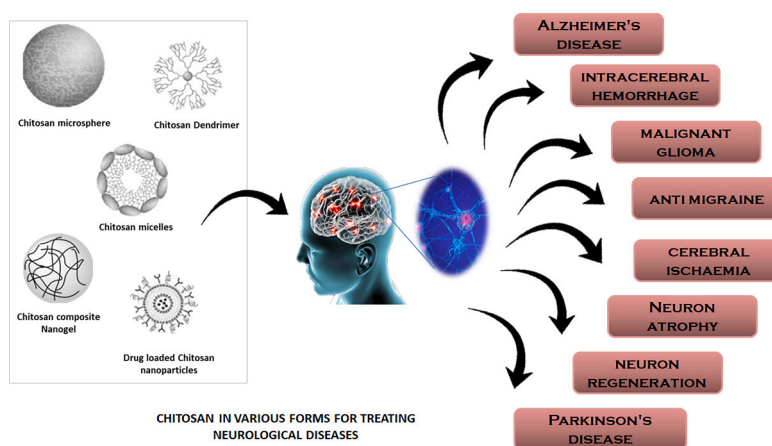 Chitosan microsphere
Chitosan Dendrimer
Chitosan micelles
Chitosan composite
Nanogel
Drug loaded Chitosan
nanoparticles
CHITOSAN IN VARIOUS FORMS FOR TREATING
NEUROLOGICAL DISEASES
ALZHEIMER'S
DISEASE
INTRACEREBRAL
HEMORRHAGE
MALIGNANT
GLIOMA
ANTI MIGRAINE
CEREBRAL
ISCHAEMIA
NEURON
ATROPHY
NEURON
REGENERATION
PARKINSON'S
DISEASE